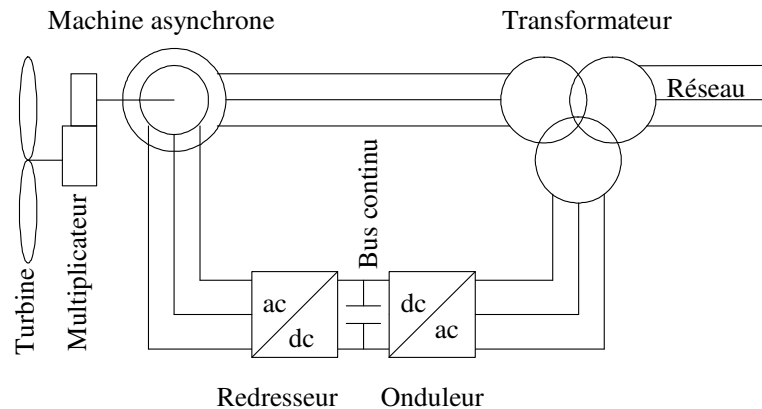 Machine asynchrone
Transformateur
Réseau
Turbine
Multiplicateur
Bus continu
ac
dc
dc
ac
Redresseur
Onduleur